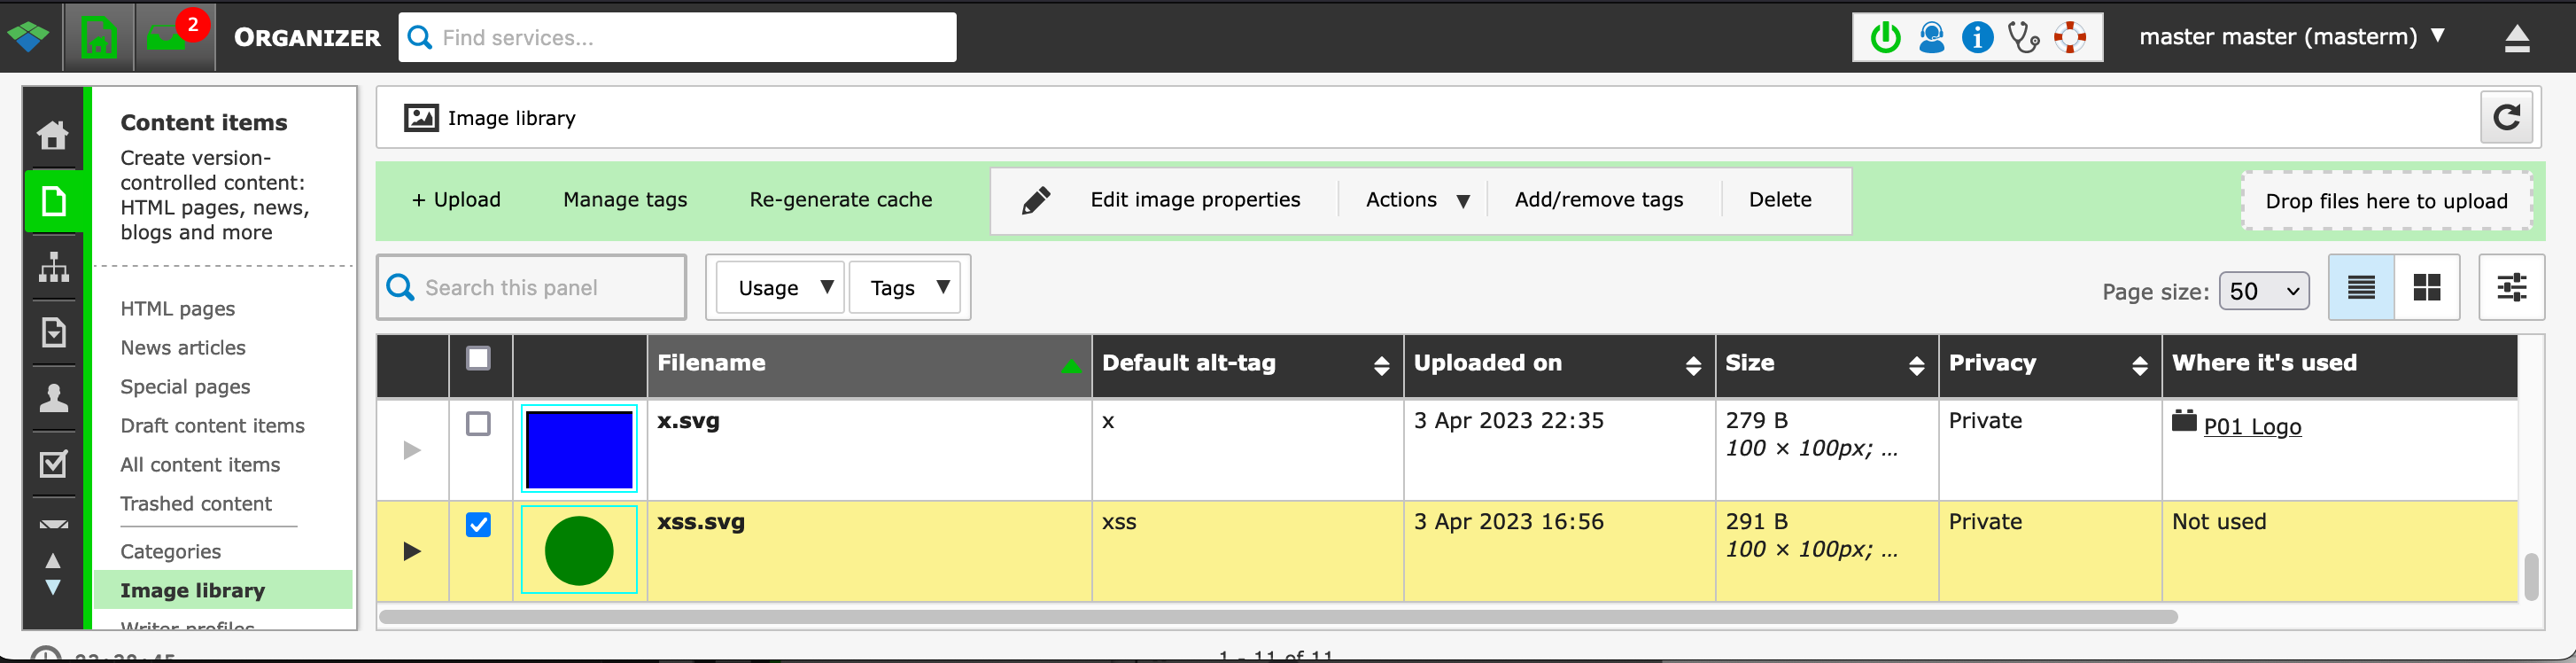 2
ORGANIZER
Find services...
master master (masterm) ▼
Content items
Create version-
controlled content:
HTML pages, news,
blogs and more
HTML pages
News articles
Special pages
Draft content items
All content items
Trashed content
Categories
Image library
Writer profiles
Image library
+ Upload
Manage tags
Re-generate cache
Edit image properties
Actions ▼
Add/remove tags
Delete
Drop files here to upload
Search this panel
Usage ▼
Tags ▼
Page size: 50
Filename Default alt-tag Uploaded on Size Privacy Where it's used
x.svg x 3 Apr 2023 22:35 279 B Private P01 Logo
100 × 100px; ...
xss.svg xss 3 Apr 2023 16:56 291 B Private Not used
100 × 100px; ...
1 - 11 of 11